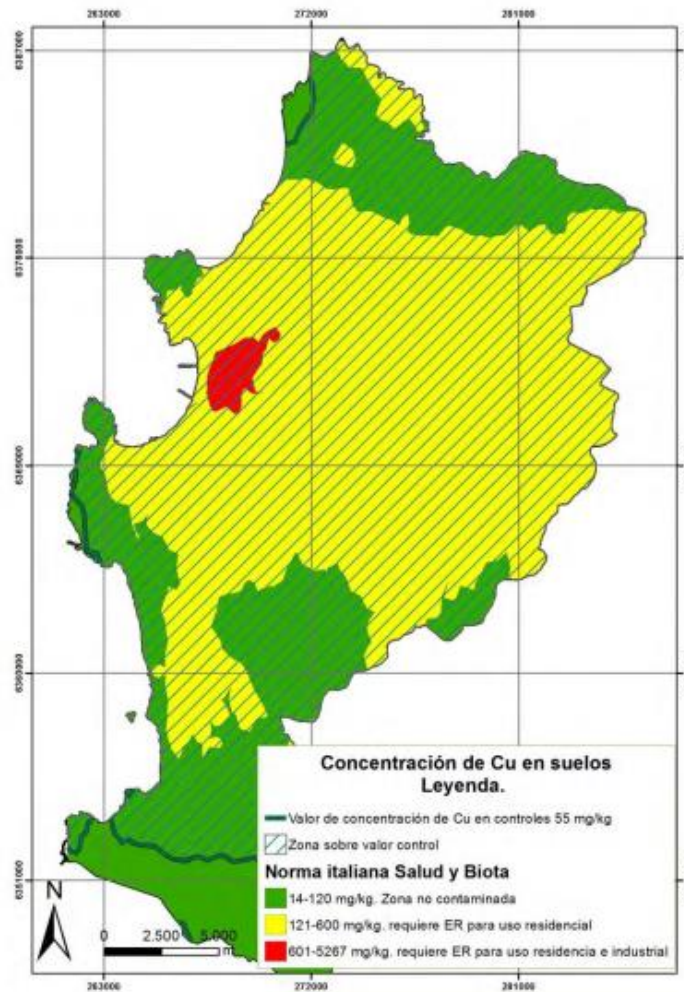 263000 272000 281000
6387000
6378000
6369000
6360000
6351000
Concentración de Cu en suelos
Leyenda.
Valor de concentración de Cu en controles 55 mg/kg
Zona sobre valor control
Norma italiana Salud y Biota
14-120 mg/kg. Zona no contaminada
121-600 mg/kg. requiere ER para uso residencial
601-5267 mg/kg. requiere ER para uso residencia e industrial
N
0 2.500 5.000
m
263000 272000 281000